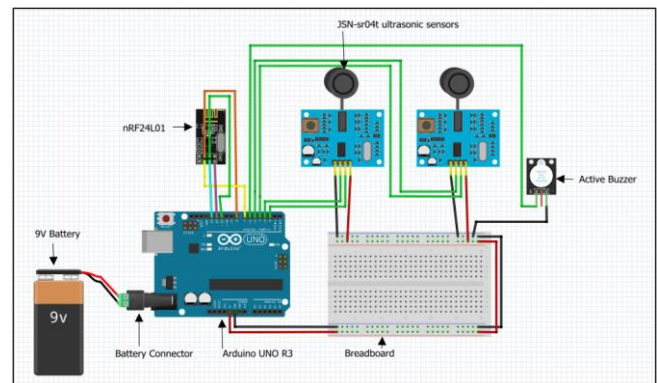 JSN-sr04t ultrasonic sensors
nRF24L01
Active Buzzer
9V Battery
UNO
9v
Battery Connector
Arduino UNO R3
Breadboard